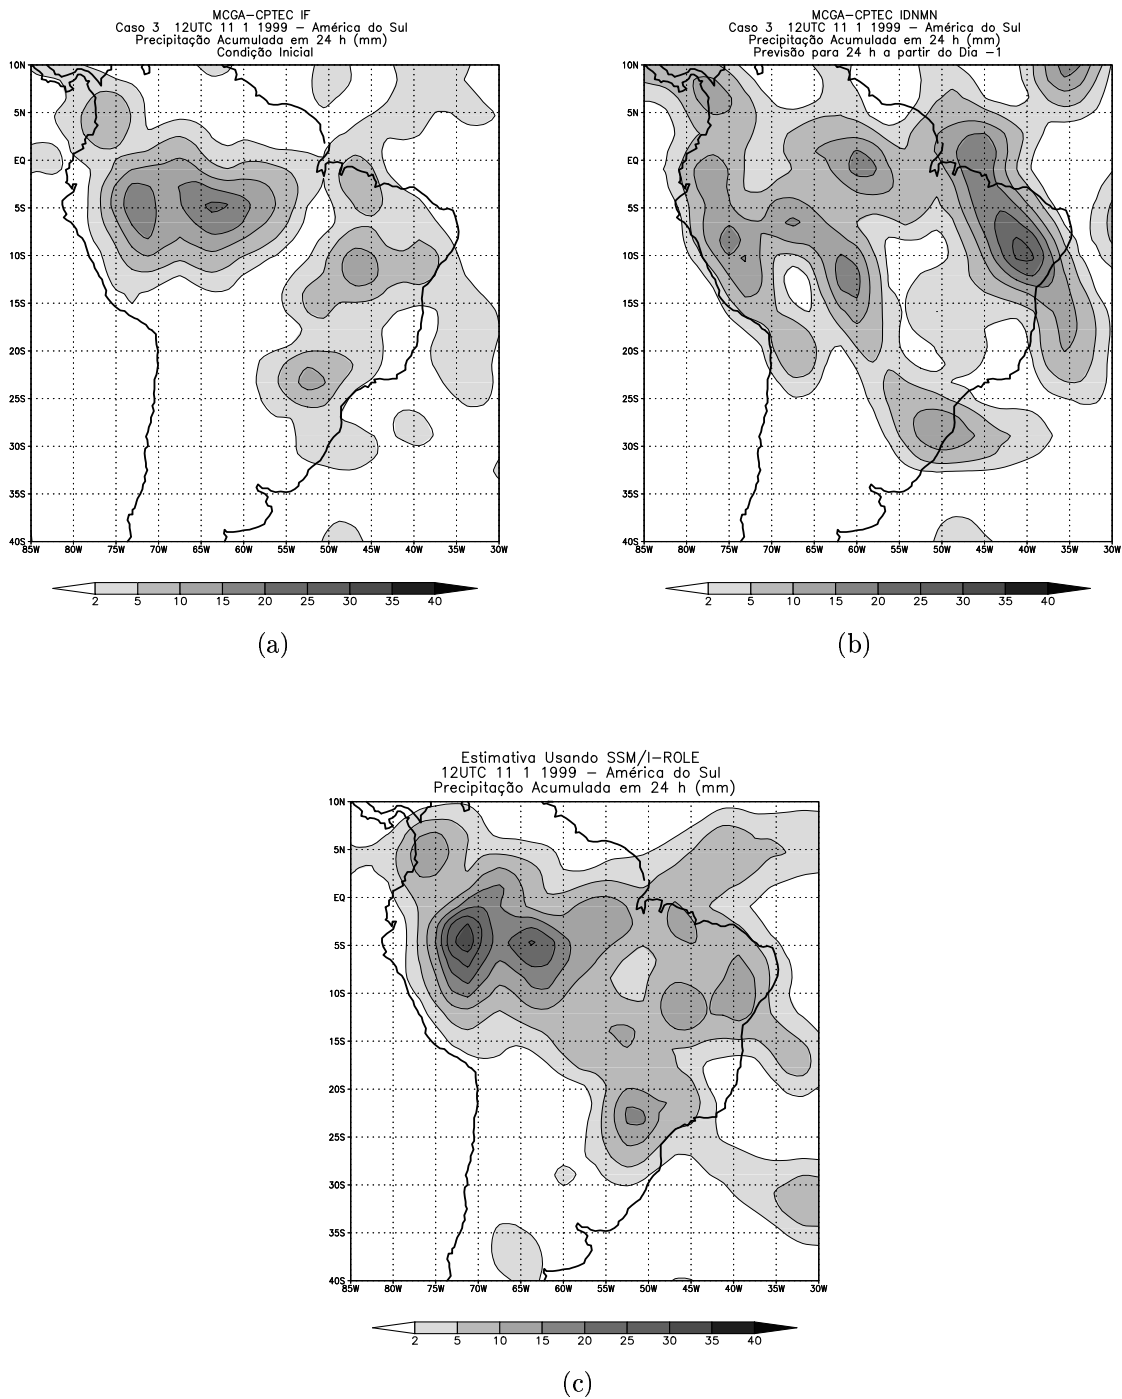 MCGA-CPTEC IF
Caso 3 12UTC 11 1 1999 - América do Sul
Precipitação Acumulada em 24 h (mm)
Condição Inicial
10N
5N
EQ
5S
10S
15S
20S
25S
30S
35S
40S
85W 80W 75W 70W 65W 60W 55W 50W 45W 40W 35W 30W
2 5 10 15 20 25 30 35 40
(a)
MCGA-CPTEC IDNMN
Caso 3 12UTC 11 1 1999 - América do Sul
Precipitação Acumulada em 24 h (mm)
Previsão para 24 h a partir do Dia -1
10N
5N
EQ
5S
10S
15S
20S
25S
30S
35S
40S
85W 80W 75W 70W 65W 60W 55W 50W 45W 40W 35W 30W
2 5 10 15 20 25 30 35 40
(b)
Estimativa Usando SSM/I-ROLE
12UTC 11 1 1999 - América do Sul
Precipitação Acumulada em 24 h (mm)
10N
5N
EQ
5S
10S
15S
20S
25S
30S
35S
40S
85W 80W 75W 70W 65W 60W 55W 50W 45W 40W 35W 30W
2 5 10 15 20 25 30 35 40
(c)